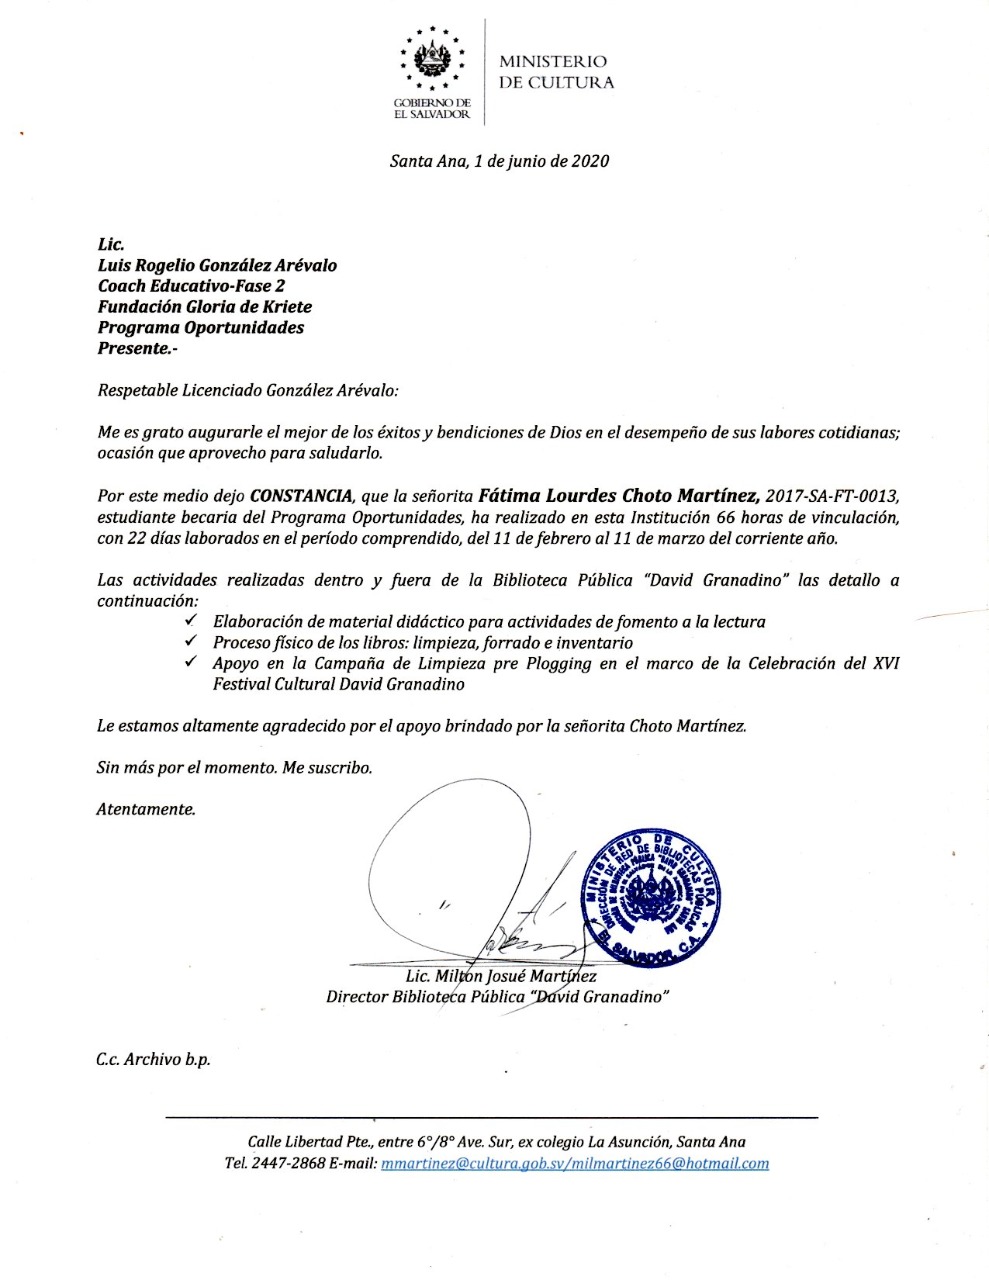 GOBIERNO DE
EL SALVADOR
MINISTERIO
DE CULTURA
Santa Ana, 1 de junio de 2020
Lic.
Luis Rogelio González Arévalo
Coach Educativo-Fase 2
Fundación Gloria de Kriete
Programa Oportunidades
Presente.-
Respetable Licenciado González Arévalo:
Me es grato augurarle el mejor de los éxitos y bendiciones de Dios en el desempeño de sus labores cotidianas;
ocasión que aprovecho para saludarlo.
Por este medio dejo CONSTANCIA, que la señorita Fátima Lourdes Choto Martínez, 2017-SA-FT-0013,
estudiante becaria del Programa Oportunidades, ha realizado en esta Institución 66 horas de vinculación,
con 22 días laborados en el período comprendido, del 11 de febrero al 11 de marzo del corriente año.
Las actividades realizadas dentro y fuera de la Biblioteca Pública “David Granadino” las detallo a
continuación:
✓ Elaboración de material didáctico para actividades de fomento a la lectura
✓ Proceso físico de los libros: limpieza, forrado e inventario
✓ Apoyo en la Campaña de Limpieza pre Plogging en el marco de la Celebración del XVI
Festival Cultural David Granadino
Le estamos altamente agradecido por el apoyo brindado por la señorita Choto Martínez.
Sin más por el momento. Me suscribo.
Atentamente.
MINISTERIO DE CULTURA
DIRECCIÓN DE RED DE BIBLIOTECAS PÚBLICAS
EL SALVADOR, C.A.
Lic. Milton Josué Martínez
Director Biblioteca Pública “David Granadino”
C.c. Archivo b.p.
Calle Libertad Pte., entre 6°/8° Ave. Sur, ex colegio La Asunción, Santa Ana
Tel. 2447-2868 E-mail: mmartinez@cultura.gob.sv/milmartinez66@hotmail.com